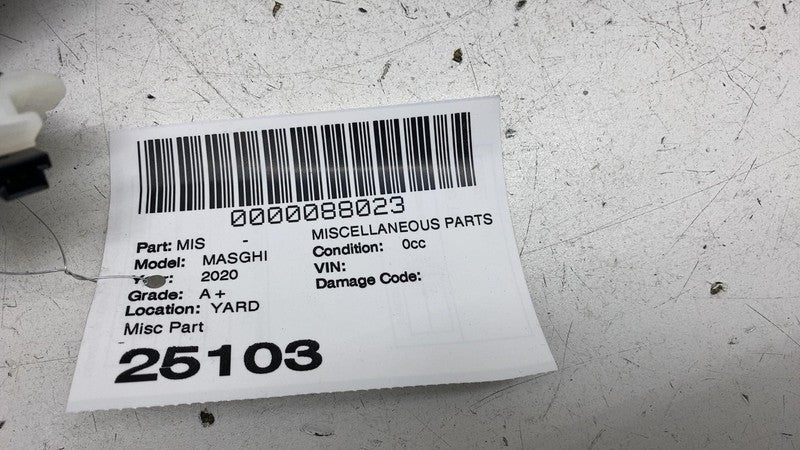 0000088023
Part: MIS - MISCELLANEOUS PARTS
Model: MASGHI Condition: 0cc
Year: 2020 VIN:
Grade: A+ Damage Code:
Location: YARD
Misc Part
25103